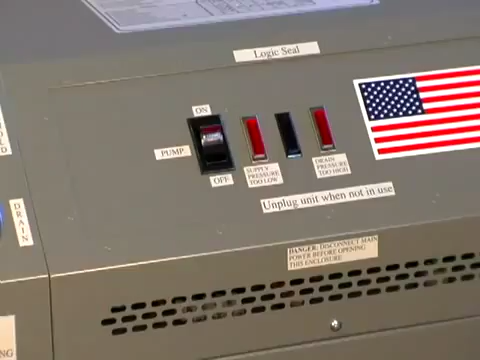 Logic Seal
ON
PUMP
OFF
SUPPLY
PRESSURE
TOO LOW
DRAIN
PRESSURE
TOO HIGH
Unplug unit when not in use
DRAIN
DANGER: DISCONNECT MAIN
POWER BEFORE OPENING
THIS ENCLOSURE